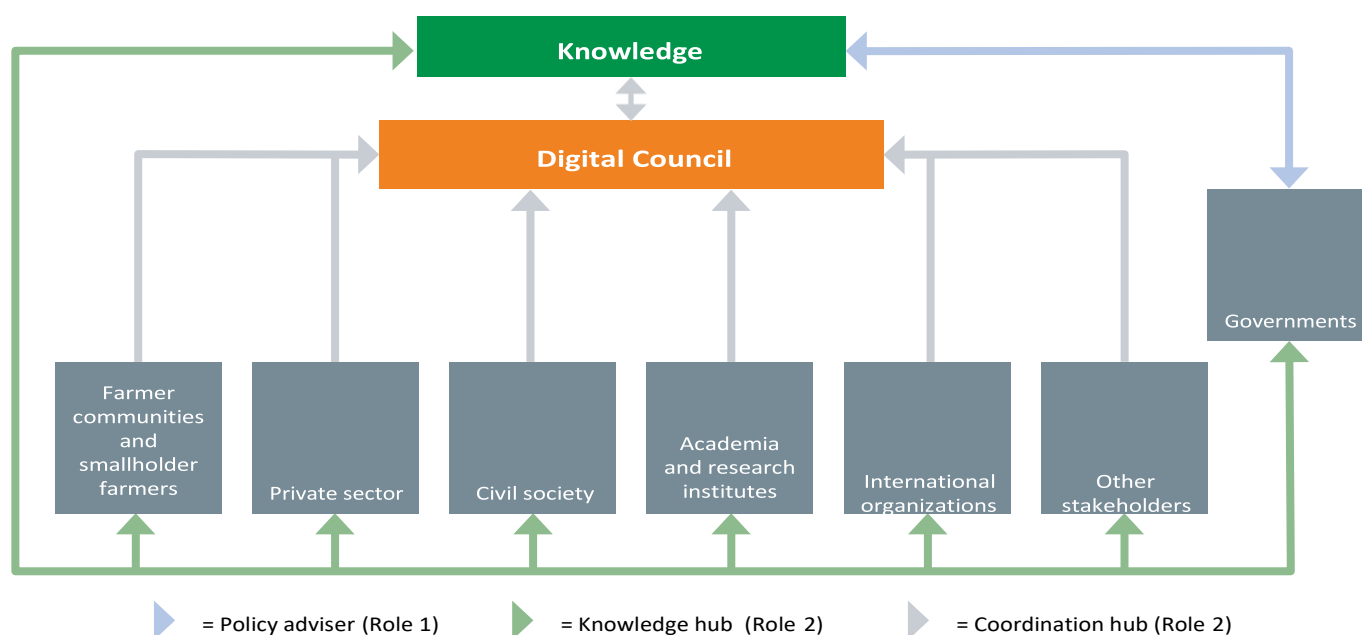 Knowledge
Digital Council
Governments
Farmer
communities
and
smallholder
farmers
Private sector
Civil society
Academia
and research
institutes
International
organizations
Other
stakeholders
= Policy adviser (Role 1)
= Knowledge hub (Role 2)
= Coordination hub (Role 2)